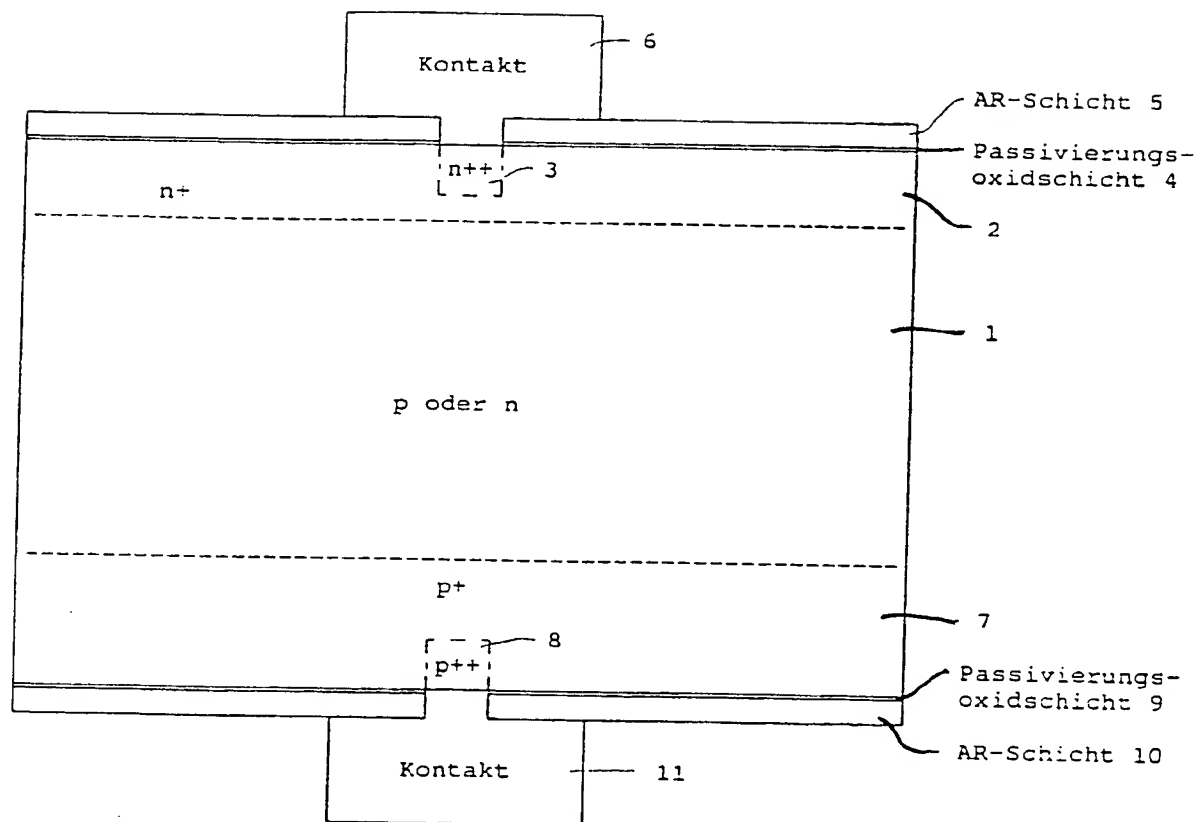 6
Kontakt
AR-Schicht 5
Passivierungs-
oxidschicht 4
n++
3
n+
2
1
p oder n
p+
7
8
p++
Passivierungs-
oxidschicht 9
AR-Schicht 10
Kontakt
11